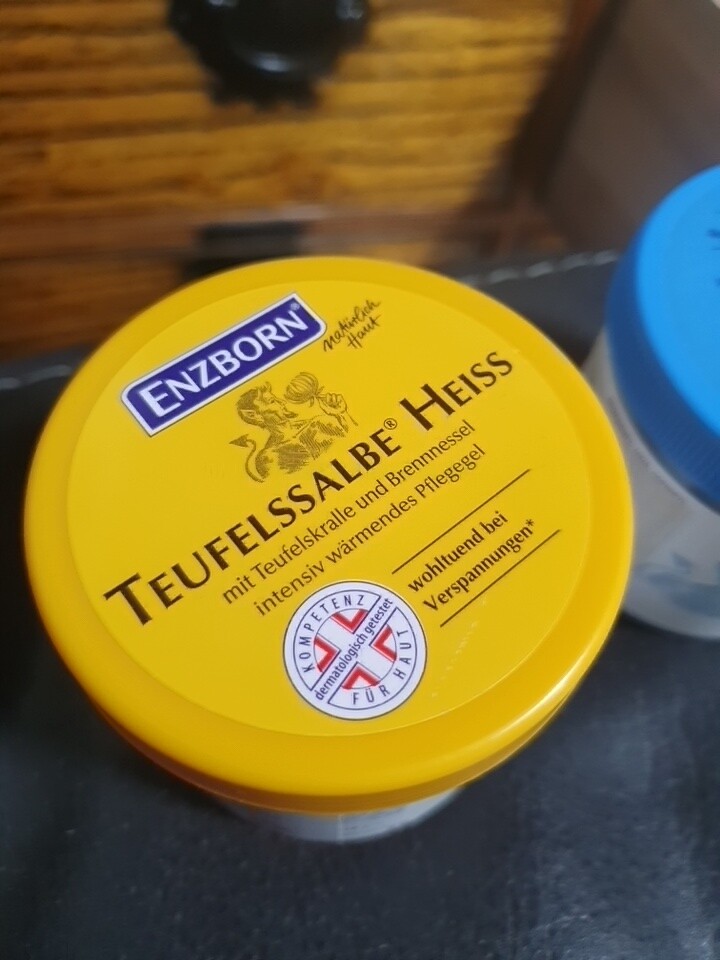 ENZBORN®
natürlich
Haut
TEUFELSSALBE® HEISS
mit Teufelskralle und Brennnessel
intensiv wärmendes Pflegegel
wohltuend bei
Verspannungen*
KOMPETENZ
dermatologisch getestet
FÜR HAUT